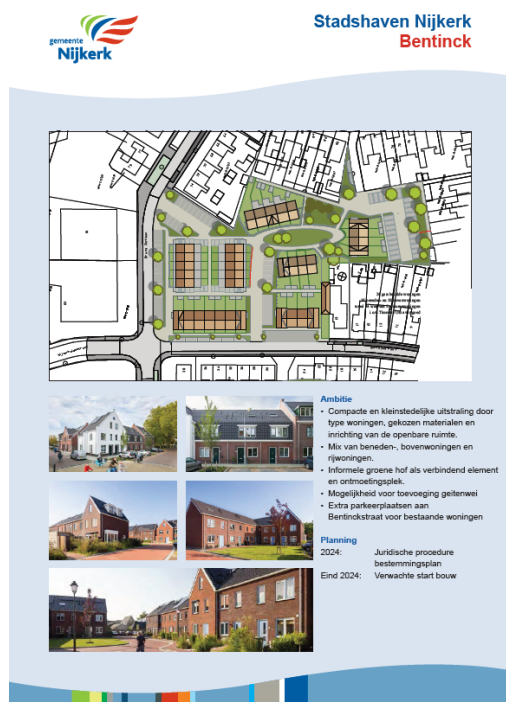 gemeente
Nijkerk
Stadshaven Nijkerk
Bentinck
Ambitie
• Compacte en kleinstedelijke uitstraling door
type woningen, gekozen materialen en
inrichting van de openbare ruimte.
• Mix van beneden-, bovenwoningen en
rijwoningen.
• Informele groene hof als verbindend element
en ontmoetingsplek.
• Mogelijkheid voor toevoeging geitenwei
• Extra parkeerplaatsen aan
Bentinckstraat voor bestaande woningen
Planning
2024: Juridische procedure
bestemmingsplan
Eind 2024: Verwachte start bouw